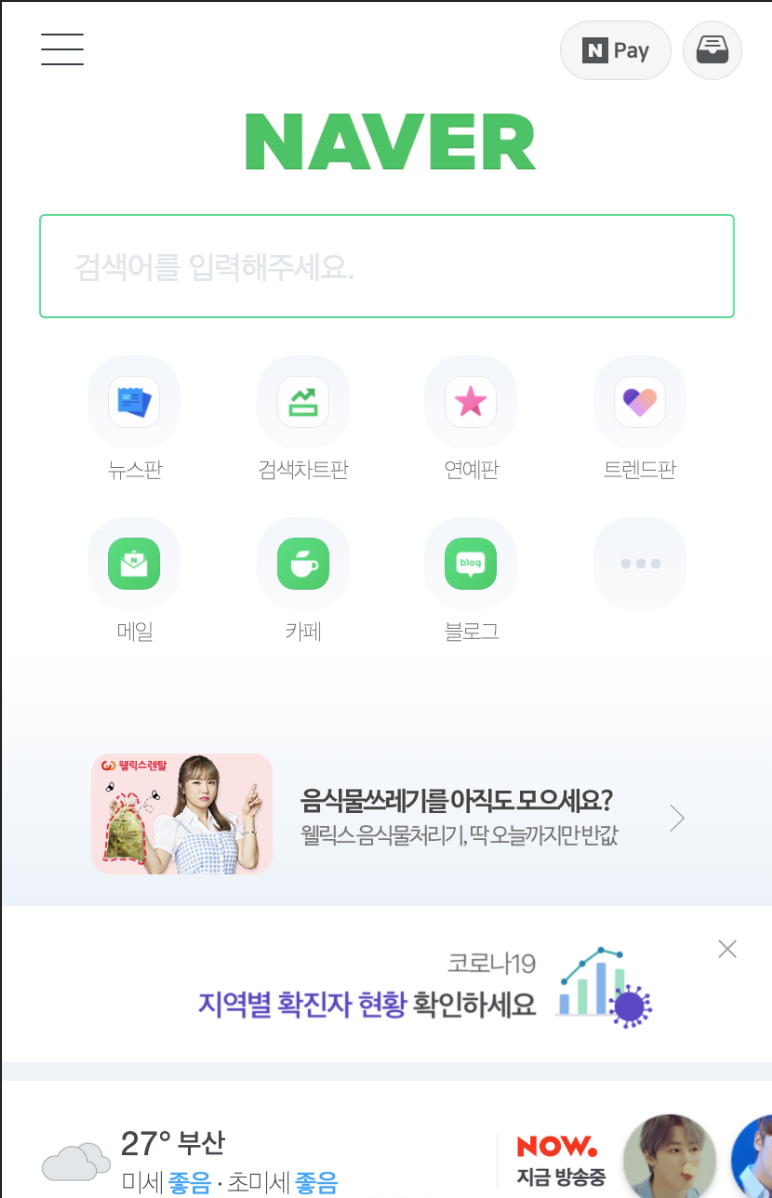 N Pay
NAVER
검색어를 입력해주세요.
뉴스판
검색차트판
연예판
트렌드판
N
blog
메일
카페
블로그
웰릭스렌탈
음식물쓰레기를 아직도 모으세요?
웰릭스 음식물처리기, 딱 오늘까지만 반값
코로나19
지역별 확진자 현황 확인하세요
27° 부산
미세 좋음 · 초미세 좋음
NOW.
지금 방송중